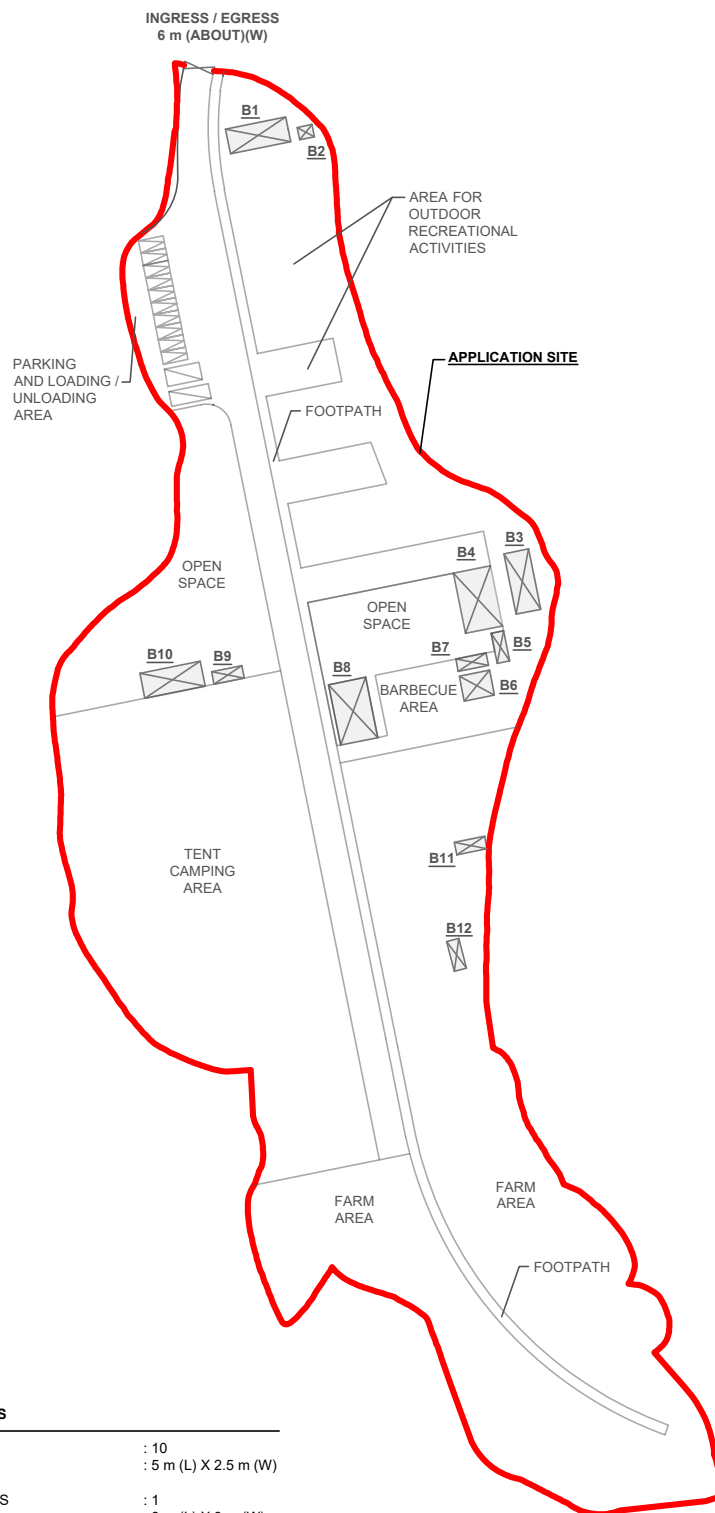 INGRESS / EGRESS
6 m (ABOUT)(W)
B1
B2
AREA FOR
OUTDOOR
RECREATIONAL
ACTIVITIES
PARKING
AND LOADING /
UNLOADING
AREA
APPLICATION SITE
FOOTPATH
OPEN
SPACE
B4
B3
OPEN
SPACE
B5
B7
B10
B9
B8
B6
BARBECUE
AREA
TENT
CAMPING
AREA
B11
B12
FARM
AREA
FARM
AREA
FOOTPATH
S
: 10
: 5 m (L) X 2.5 m (W)
S
: 1